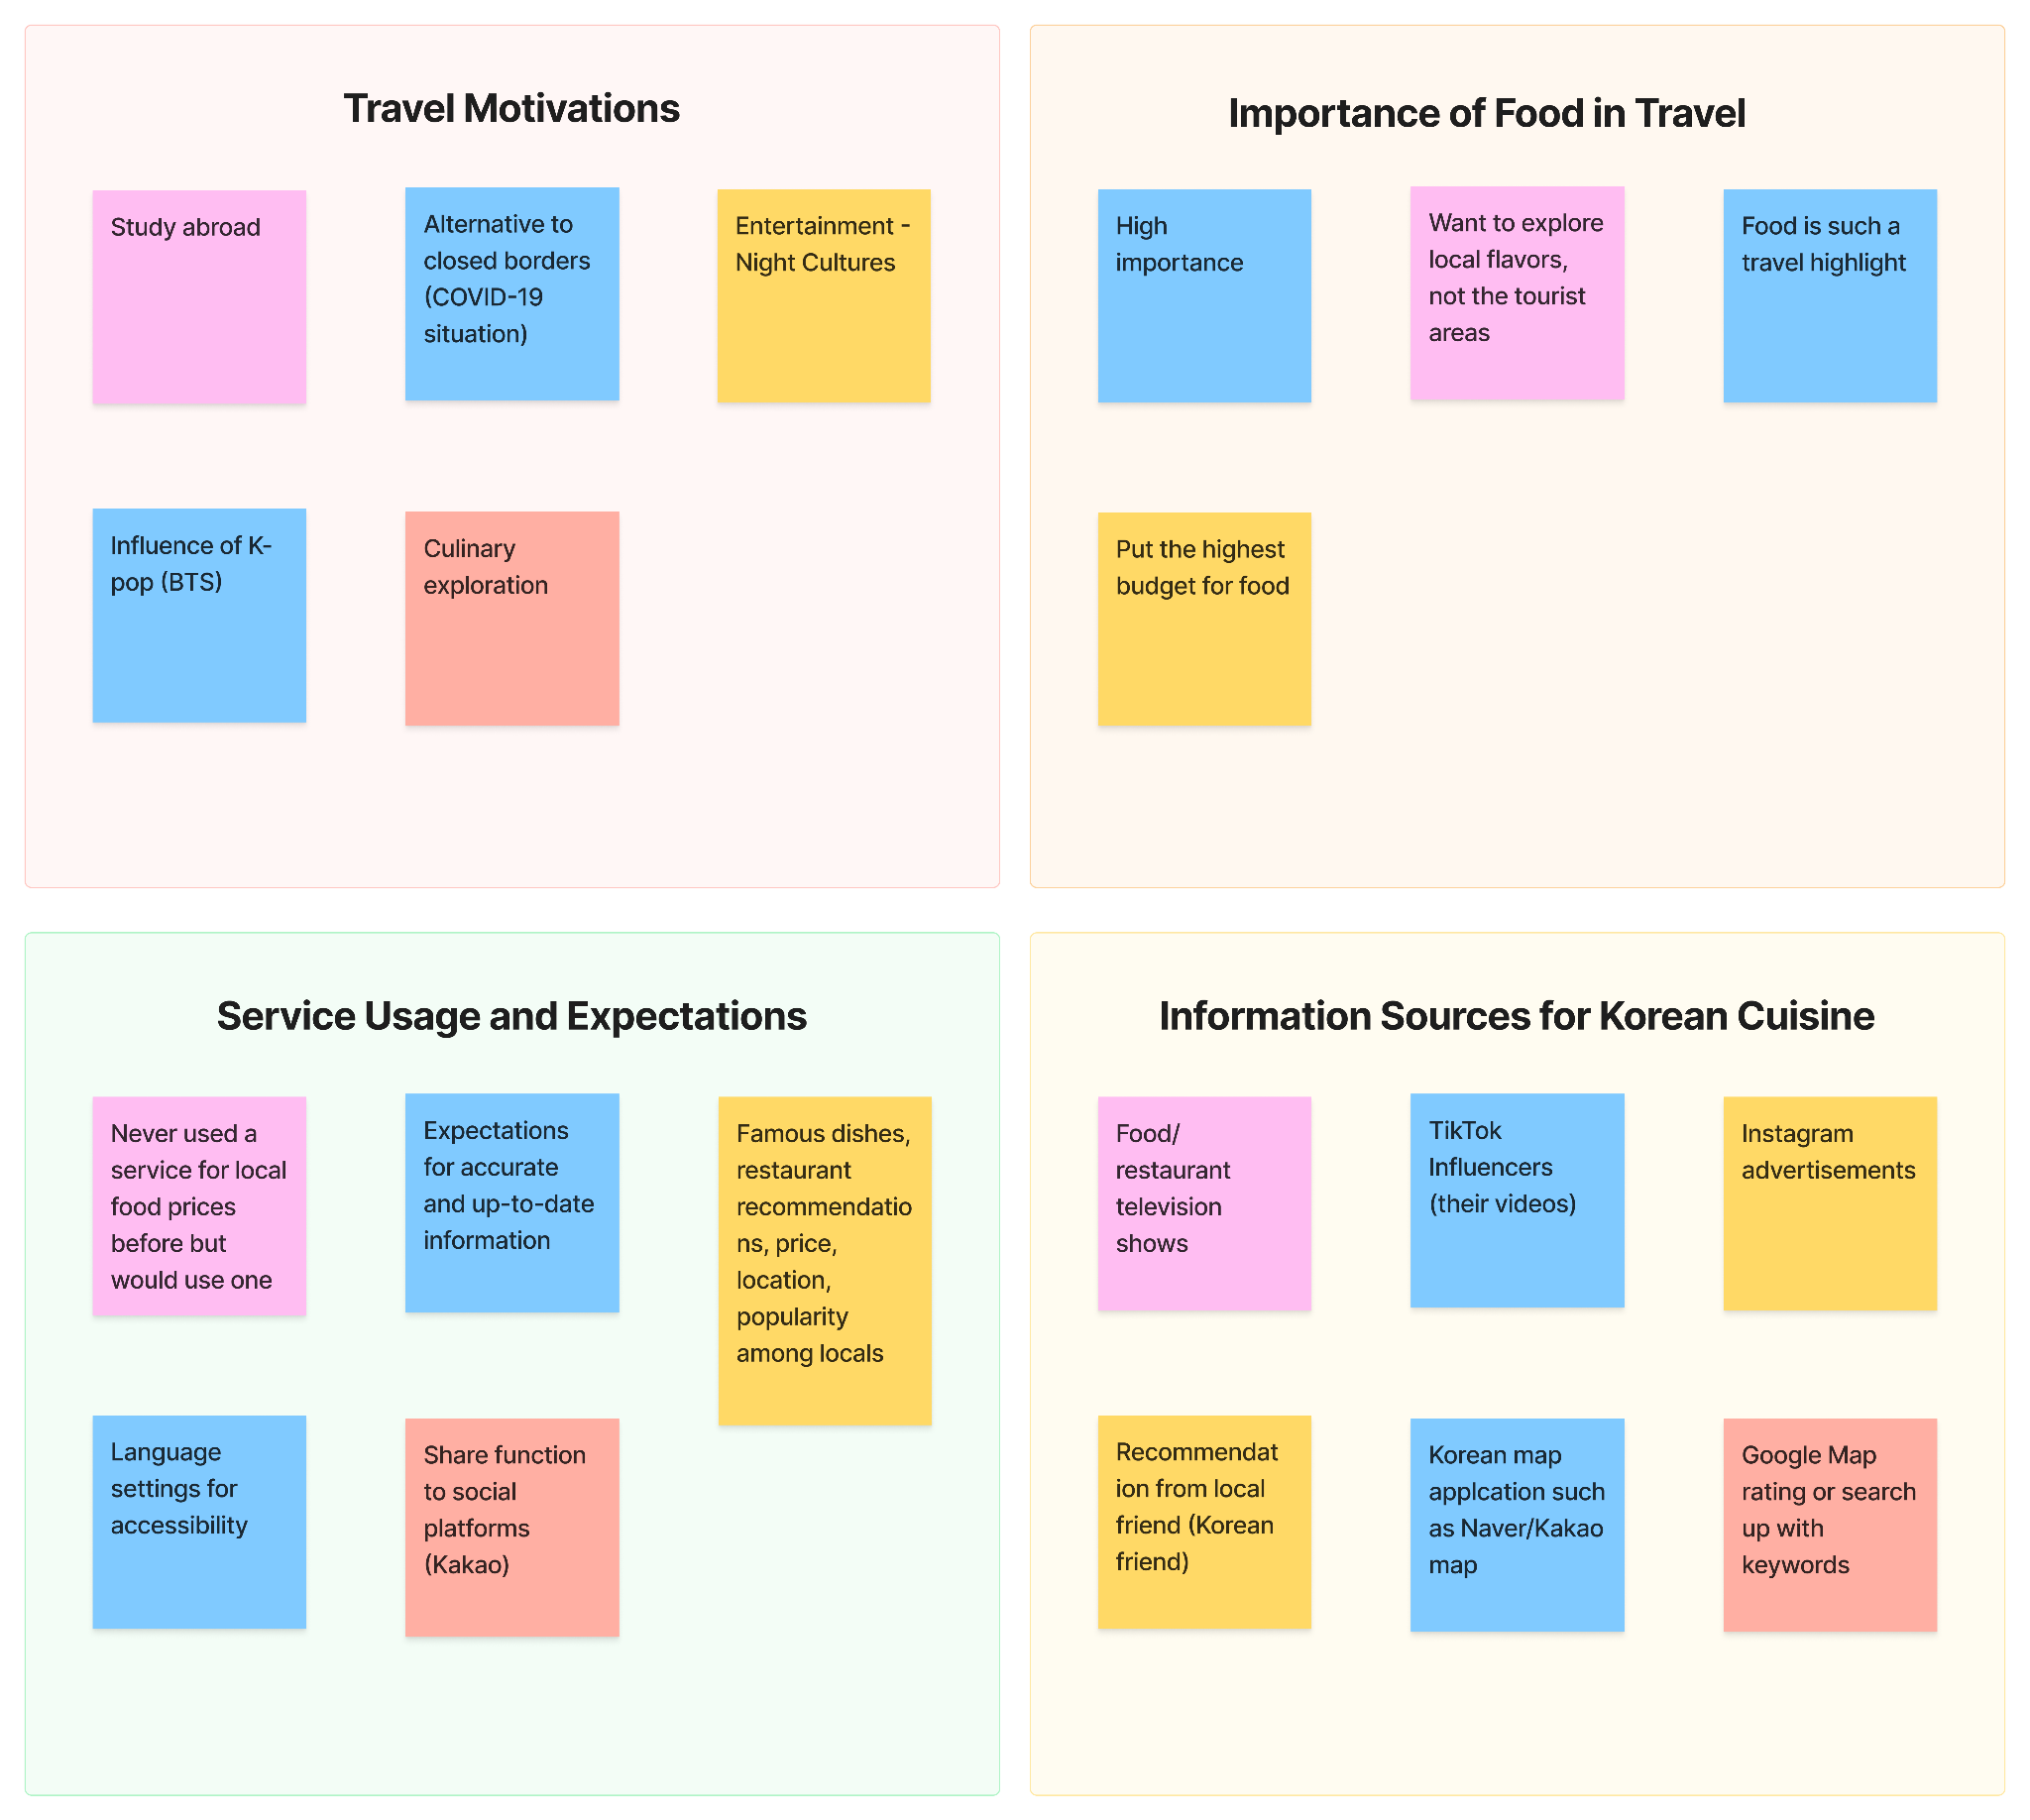 Travel Motivations
Study abroad
Alternative to
closed borders
(COVID-19
situation)
Entertainment -
Night Cultures
Influence of K-
pop (BTS)
Culinary
exploration
Importance of Food in Travel
High
importance
Want to explore
local flavors,
not the tourist
areas
Food is such a
travel highlight
Put the highest
budget for food
Service Usage and Expectations
Never used a
service for local
food prices
before but
would use one
Expectations
for accurate
and up-to-date
information
Famous dishes,
restaurant
recommendatio
ns, price,
location,
popularity
among locals
Language
settings for
accessibility
Share function
to social
platforms
(Kakao)
Information Sources for Korean Cuisine
Food/
restaurant
television
shows
TikTok
Influencers
(their videos)
Instagram
advertisements
Recommendat
ion from local
friend (Korean
friend)
Korean map
applcation such
as Naver/Kakao
map
Google Map
rating or search
up with
keywords